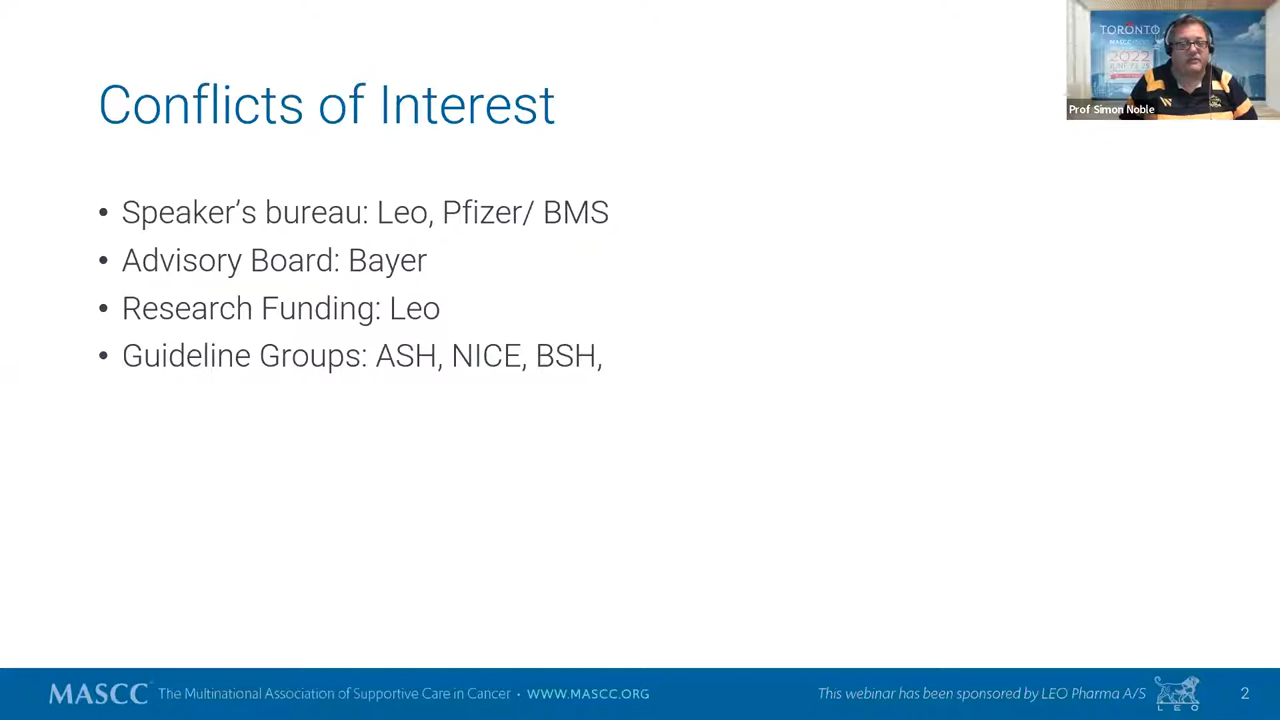 TORONTO
MASCC
2022
Prof Simon Noble
Conflicts of Interest
• Speaker's bureau: Leo, Pfizer/ BMS
• Advisory Board: Bayer
• Research Funding: Leo
• Guideline Groups: ASH, NICE, BSH,
MASCC The Multinational Association of Supportive Care in Cancer • WWW.MASCC.ORG
This webinar has been sponsored by LEO Pharma A/S
LEO
2